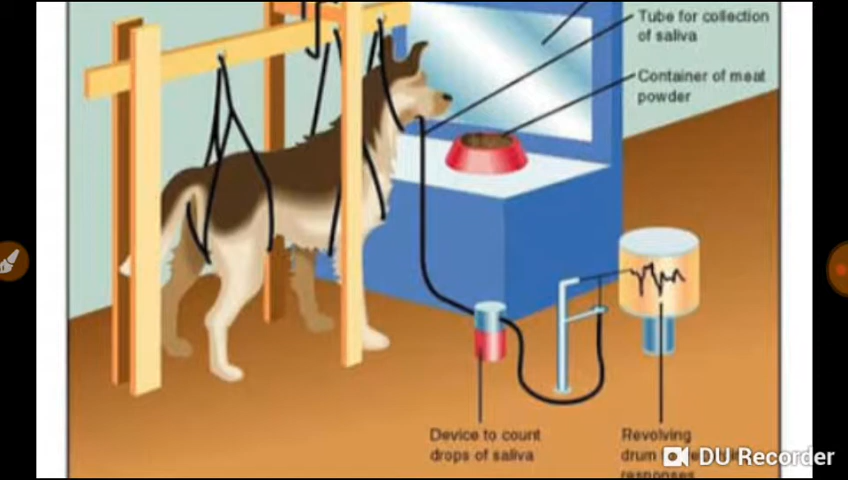 Tube for collection
of saliva
Container of meat
powder
Device to count
drops of saliva
Revolving
drum
responses
DU Recorder